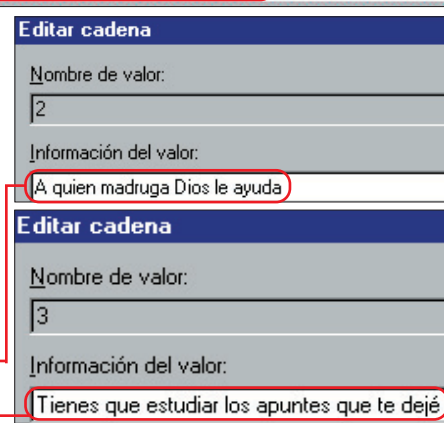 Editar cadena
Nombre de valor:
2
Información del valor:
A quien madruga Dios le ayuda
Editar cadena
Nombre de valor:
3
Información del valor:
Tienes que estudiar los apuntes que te dejé